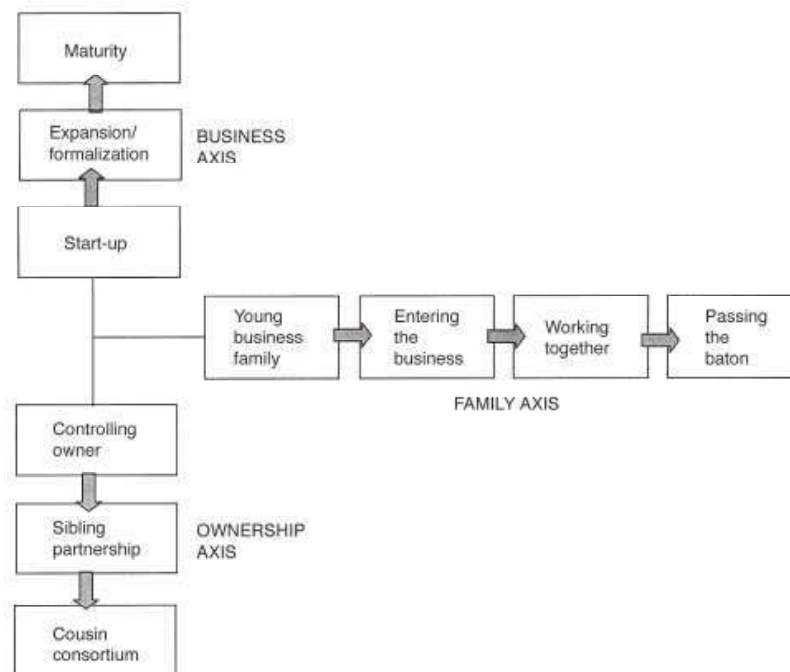 Maturity
Expansion/
formalization
BUSINESS
AXIS
Start-up
Young
business
family
Entering
the
business
Working
together
Passing
the
baton
FAMILY AXIS
Controlling
owner
Sibling
partnership
OWNERSHIP
AXIS
Cousin
consortium